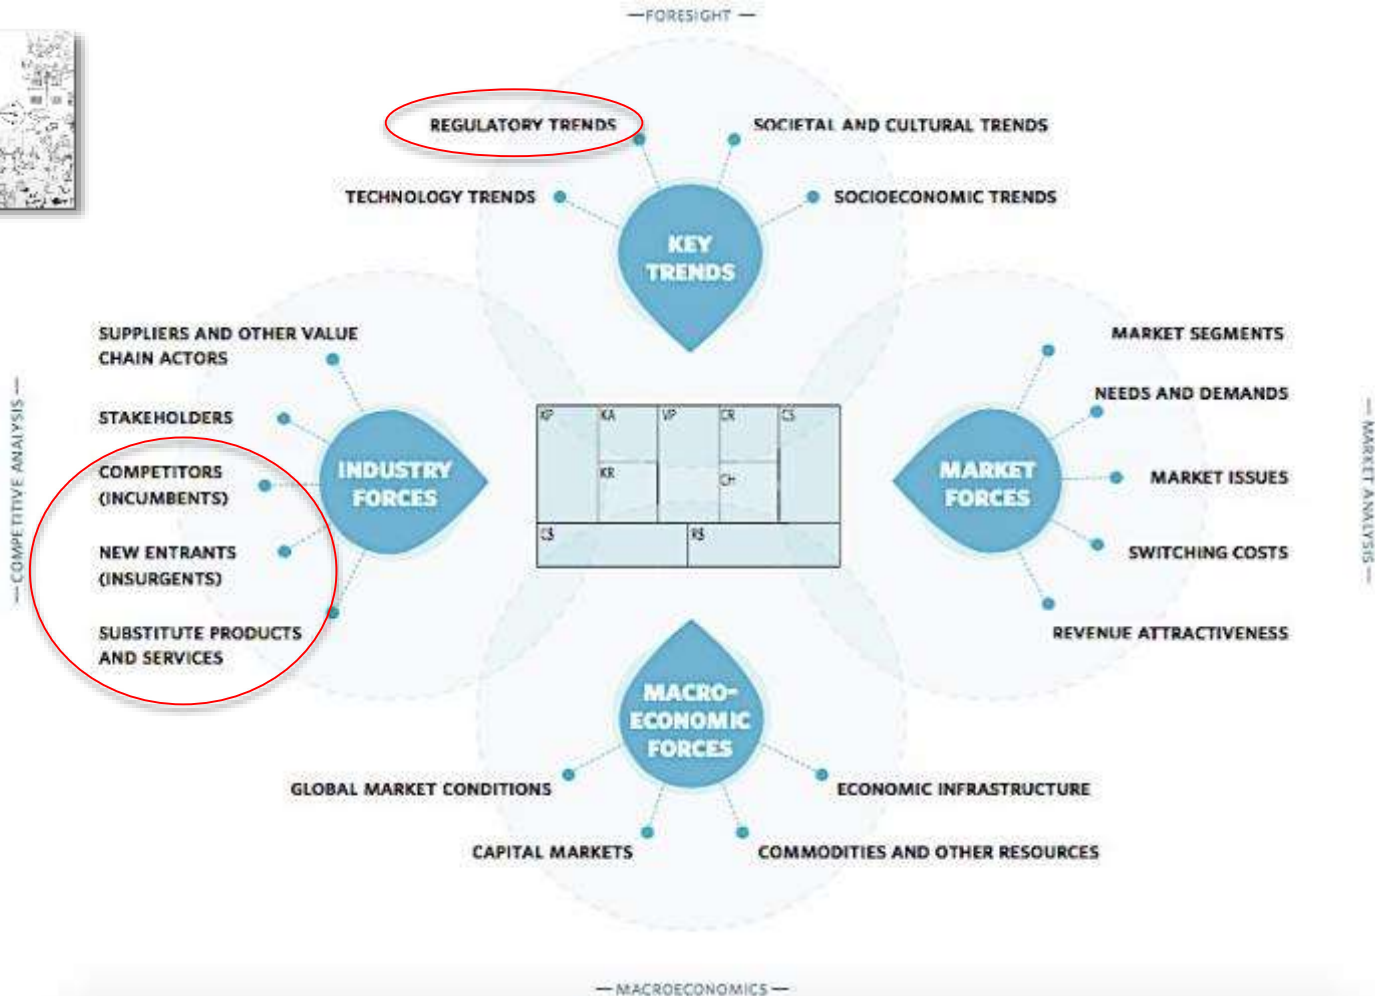 —FORESIGHT —
REGULATORY TRENDS
SOCIETAL AND CULTURAL TRENDS
TECHNOLOGY TRENDS
SOCIOECONOMIC TRENDS
KEY
TRENDS
SUPPLIERS AND OTHER VALUE
CHAIN ACTORS
STAKEHOLDERS
COMPETITORS
(INCUMBENTS)
NEW ENTRANTS
(INSURGENTS)
SUBSTITUTE PRODUCTS
AND SERVICES
— COMPETITIVE ANALYSIS —
INDUSTRY
FORCES
KP
KA
VP
CR
CS
KR
CH
C$
R$
MARKET
FORCES
MARKET SEGMENTS
NEEDS AND DEMANDS
MARKET ISSUES
SWITCHING COSTS
REVENUE ATTRACTIVENESS
— MARKET ANALYSIS —
MACRO-
ECONOMIC
FORCES
GLOBAL MARKET CONDITIONS
ECONOMIC INFRASTRUCTURE
CAPITAL MARKETS
COMMODITIES AND OTHER RESOURCES
— MACROECONOMICS —